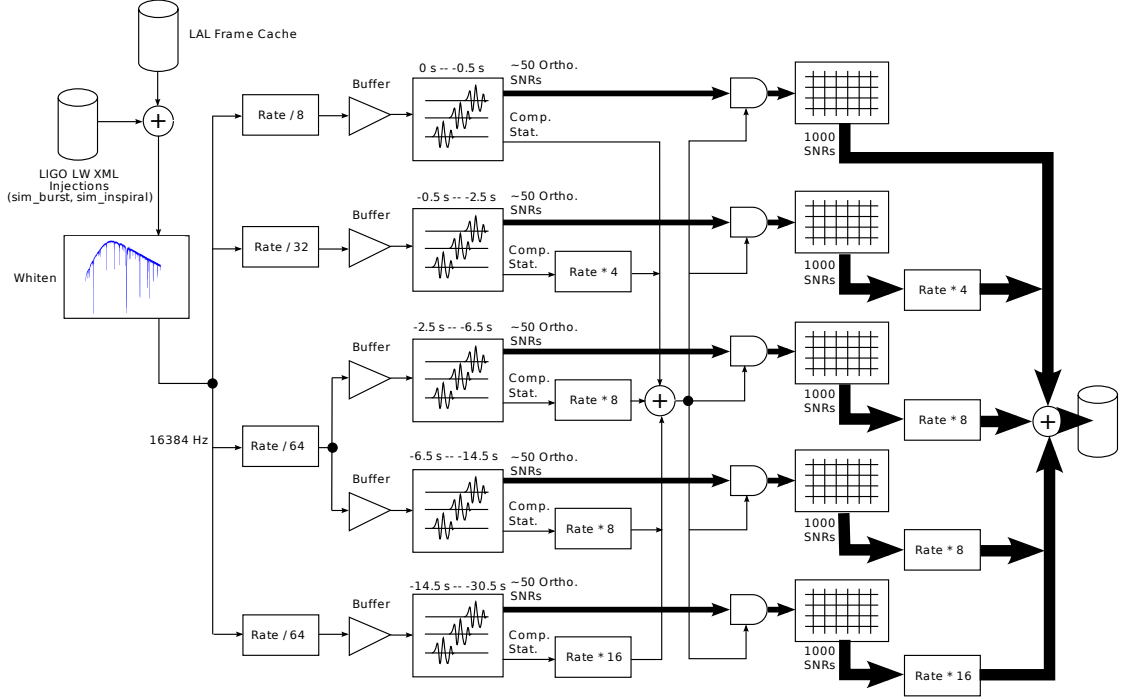 LAL Frame Cache
LIGO LW XML
Injections
(sim_burst, sim_inspiral)
Whiten
16384 Hz
Rate / 8
Buffer
0 s -- -0.5 s
~50 Ortho.
SNRs
Comp.
Stat.
1000
SNRs
Rate / 32
Buffer
-0.5 s -- -2.5 s
~50 Ortho.
SNRs
Comp.
Stat.
Rate * 4
1000
SNRs
Rate * 4
Rate / 64
Buffer
-2.5 s -- -6.5 s
~50 Ortho.
SNRs
Comp.
Stat.
Rate * 8
1000
SNRs
Rate * 8
Buffer
-6.5 s -- -14.5 s
~50 Ortho.
SNRs
Comp.
Stat.
Rate * 8
1000
SNRs
Rate * 8
Rate / 64
Buffer
-14.5 s -- -30.5 s
~50 Ortho.
SNRs
Comp.
Stat.
Rate * 16
1000
SNRs
Rate * 16